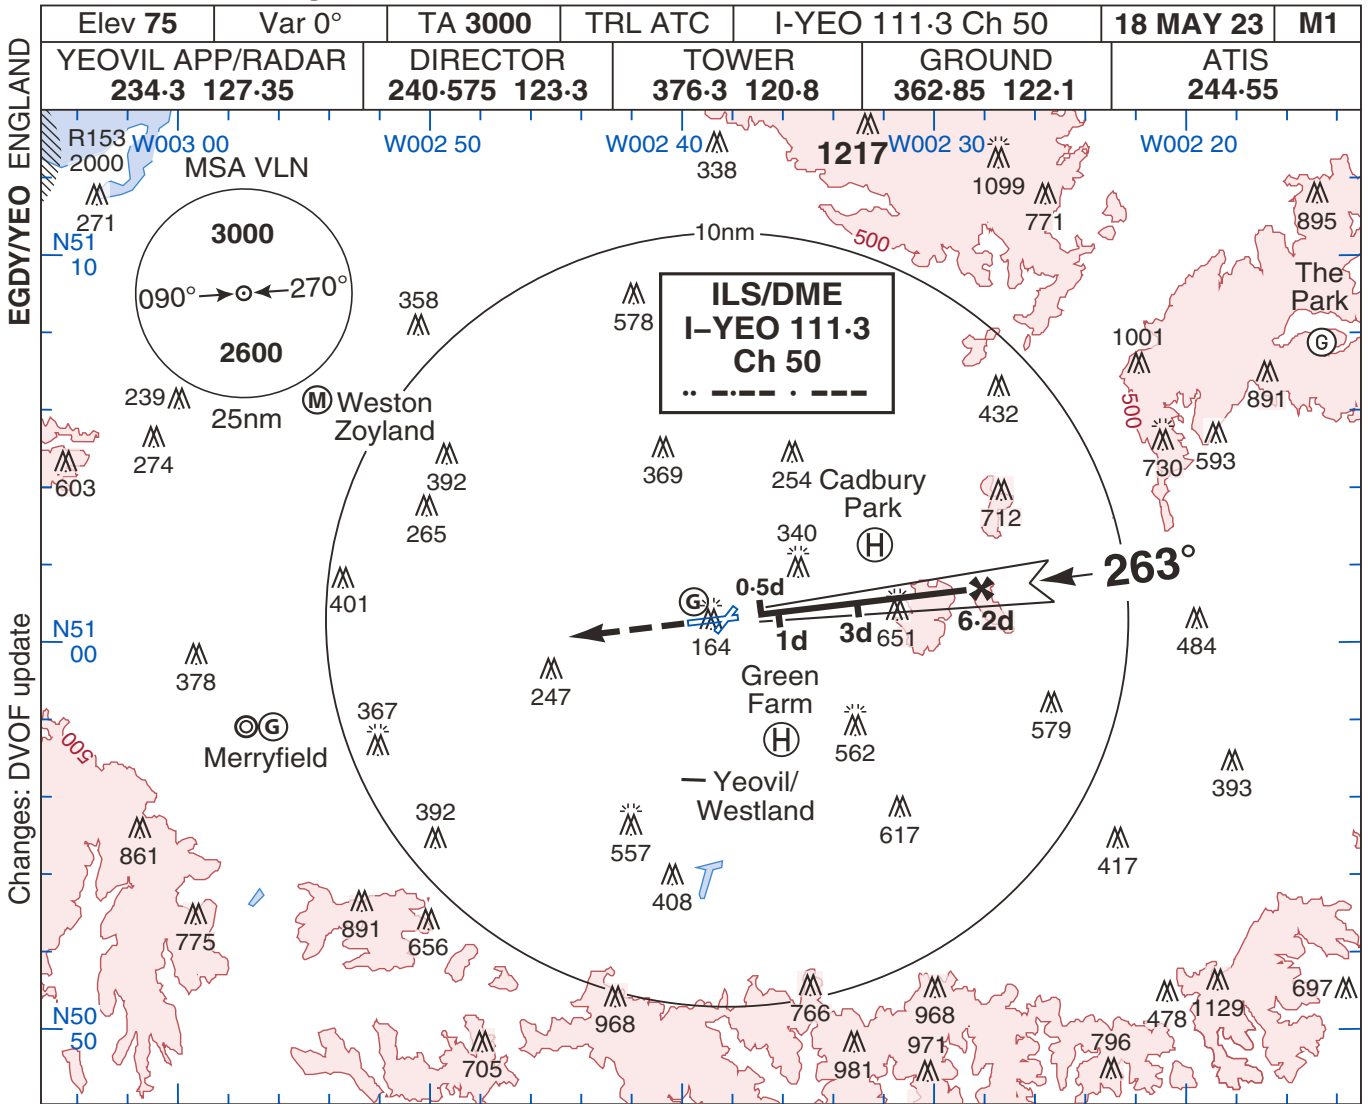 Elev 75
Var 0°
TA 3000
TRL ATC
I-YEO 111·3 Ch 50
18 MAY 23
M1
YEOVIL APP/RADAR
234·3 127·35
DIRECTOR
240·575 123·3
TOWER
376·3 120·8
GROUND
362·85 122·1
ATIS
244·55
EGDY/YEO ENGLAND
Changes: DVOF update
R153
2000
W003 00
W002 50
W002 40
W002 30
W002 20
271
338
1217
1099
771
895
MSA VLN
3000
090°
270°
2600
25nm
N51
10
10nm
500
The
Park
G
358
578
ILS/DME
I–YEO 111·3
Ch 50
1001
891
500
239
M
Weston
Zoyland
274
603
392
265
369
254
432
730
593
Cadbury
Park
H
712
340
401
263°
0·5d
G
164
1d
3d
651
6·2d
484
N51
00
378
247
Green
Farm
H
562
579
367
G
Merryfield
Yeovil/
Westland
393
500
861
392
557
408
617
417
775
891
656
968
766
968
478
1129
697
N50
50
705
981
971
796